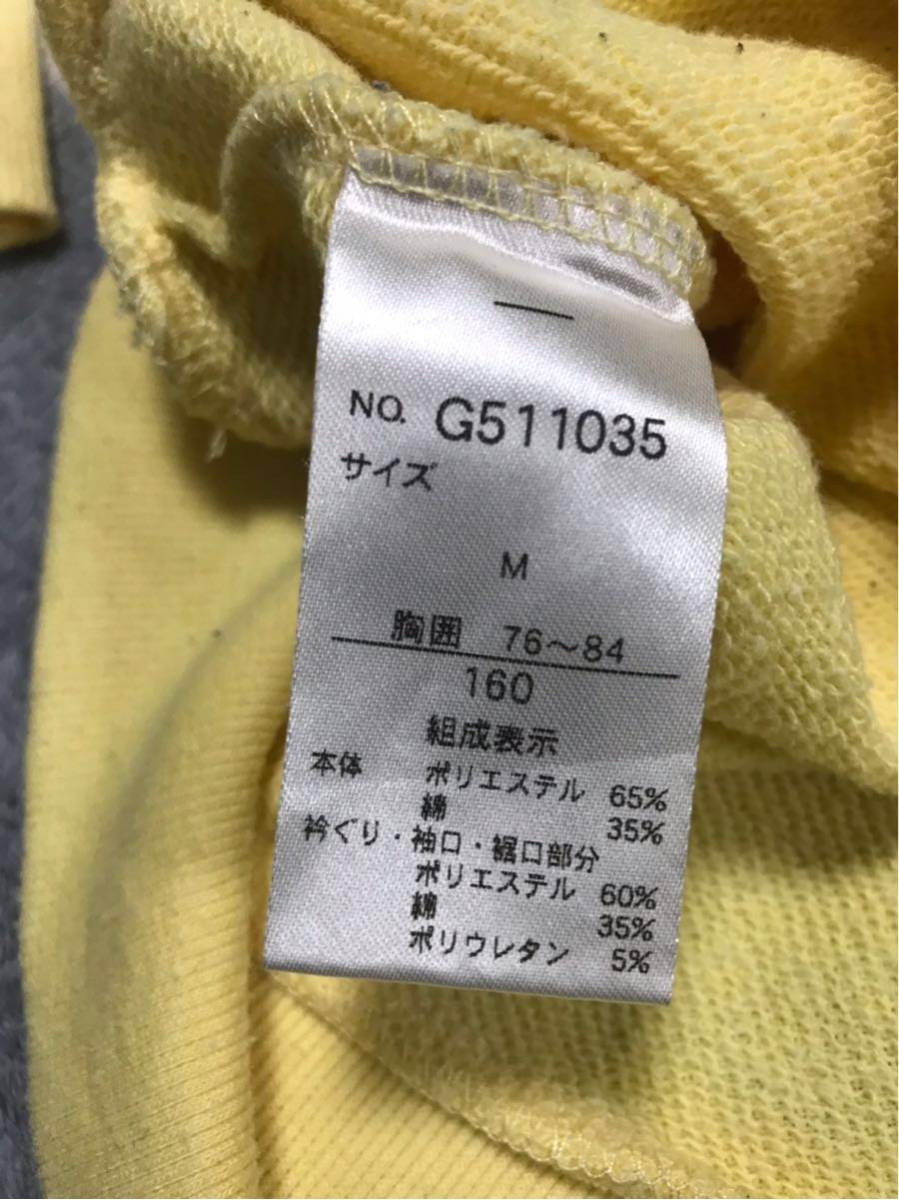 NO. G511035
サイズ
M
胸囲 76～84
160
組成表示
本体 ポリエステル 65%
綿 35%
衿ぐり・袖口・裾口部分
ポリエステル 60%
綿 35%
ポリウレタン 5%